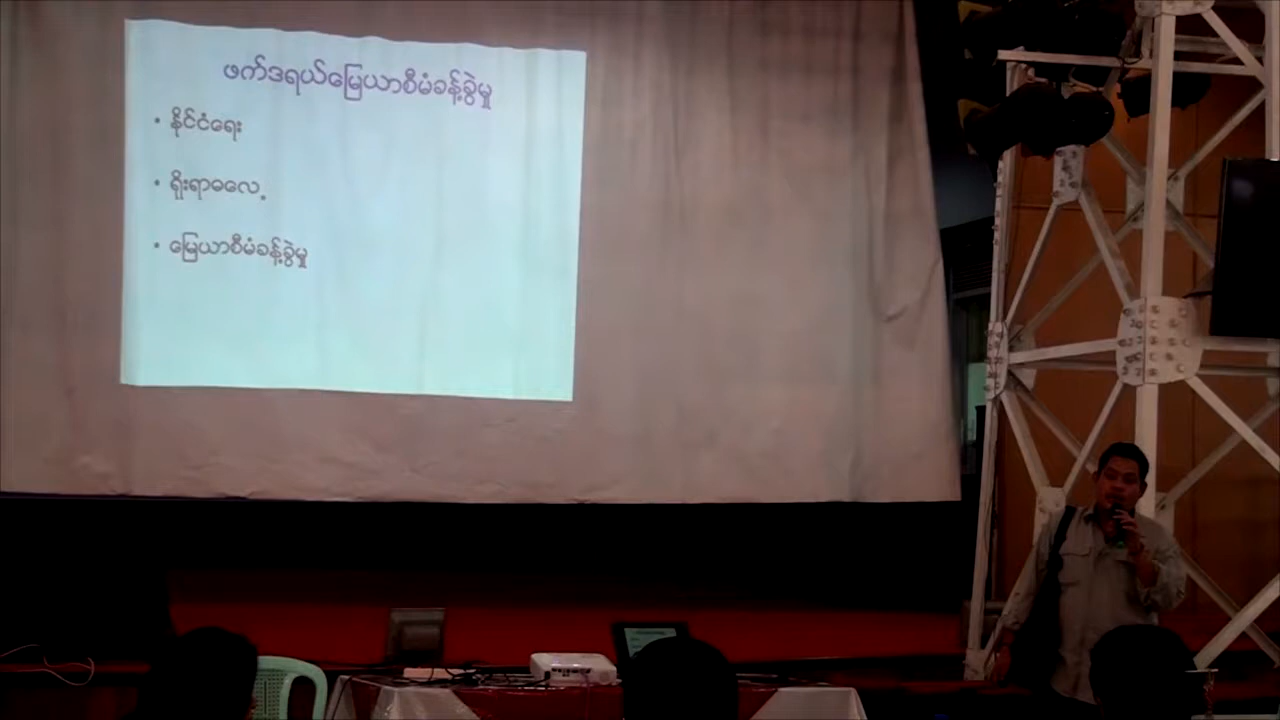 ဖက်ဒရယ်မြေယာစီမံခန့်ခွဲမှု
• နိုင်ငံရေး
• ရိုးရာဓလေ့
• မြေယာစီမံခန့်ခွဲမှု